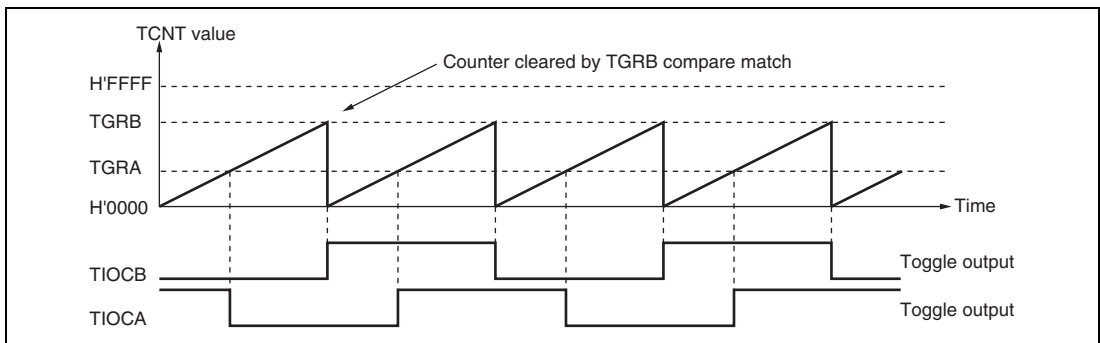 TCNT value
Counter cleared by TGRB compare match
H'FFFF
TGRB
TGRA
H'0000
Time
TIOCB
Toggle output
TIOCA
Toggle output